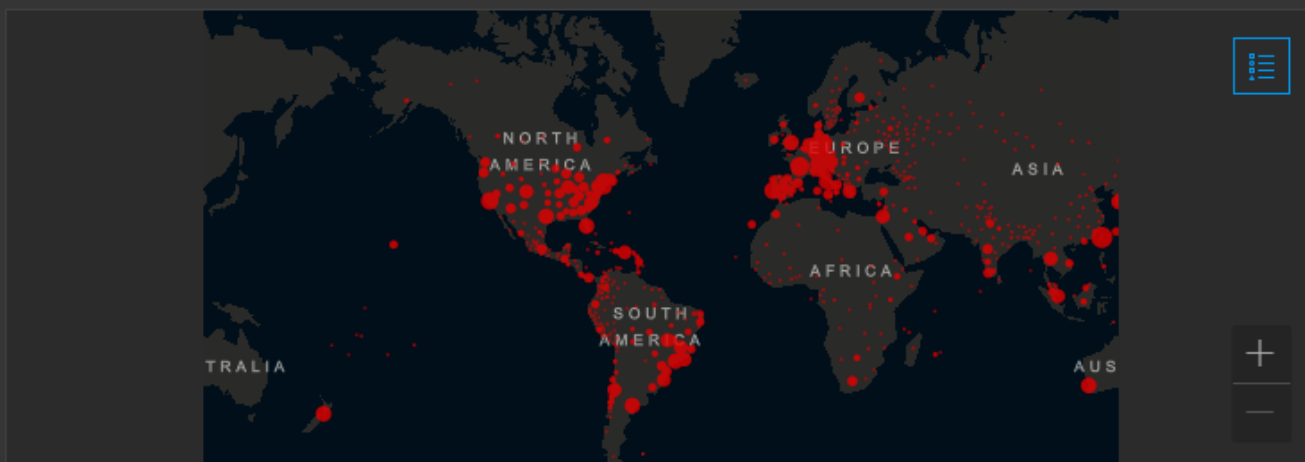 NORTH
AMERICA
EUROPE
ASIA
AFRICA
SOUTH
AMERICA
TRALIA
AUS